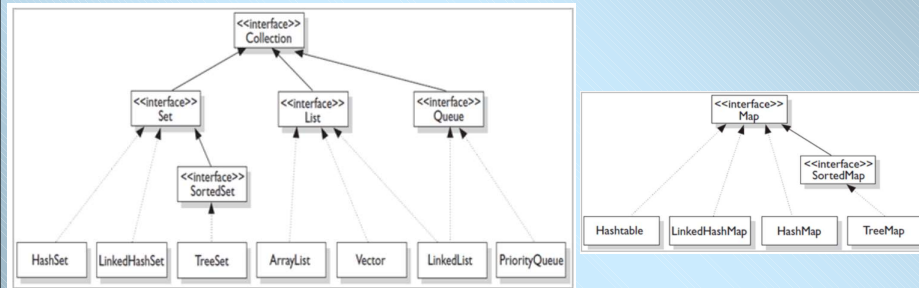 <<interface>>
Collection
<<interface>>
Set
<<interface>>
List
<<interface>>
Queue
<<interface>>
SortedSet
HashSet
LinkedHashSet
TreeSet
ArrayList
Vector
LinkedList
PriorityQueue
<<interface>>
Map
<<interface>>
SortedMap
Hashtable
LinkedHashMap
HashMap
TreeMap